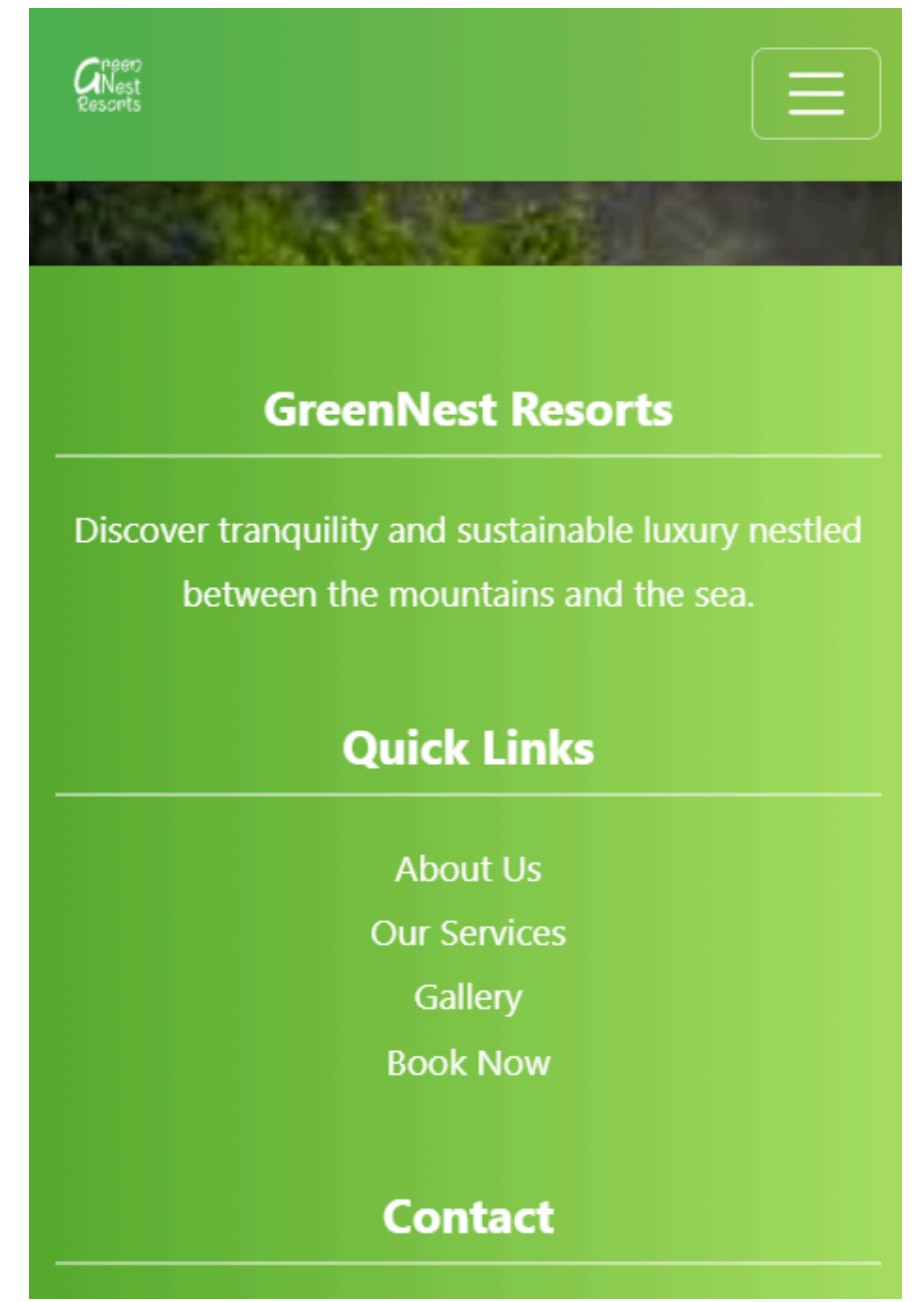 Green
Nest
Resorts
GreenNest Resorts
Discover tranquility and sustainable luxury nestled
between the mountains and the sea.
Quick Links
About Us
Our Services
Gallery
Book Now
Contact